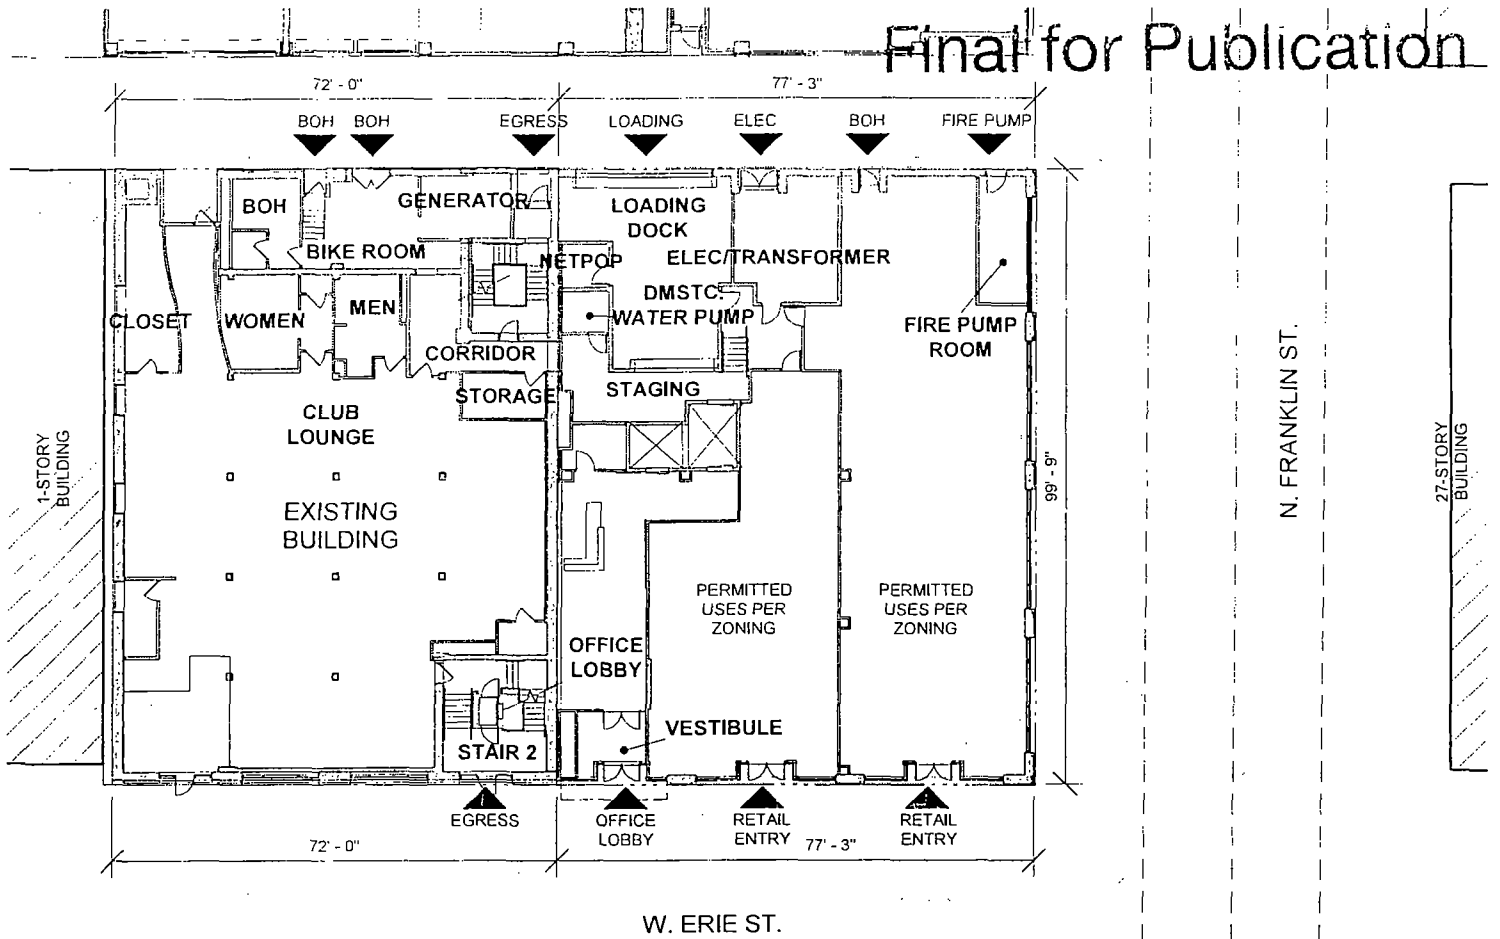 Final for Publication
72' - 0"
77' - 3"
BOH
BOH
EGRESS
LOADING
ELEC
BOH
FIRE PUMP
BOH
GENERATOR
LOADING
DOCK
BIKE ROOM
NETPOP
ELEC/TRANSFORMER
DMSTC.
WATER PUMP
CLOSET
WOMEN
MEN
CORRIDOR
FIRE PUMP
ROOM
STORAGE
STAGING
CLUB
LOUNGE
1-STORY
BUILDING
EXISTING
BUILDING
99' - 9"
N. FRANKLIN ST.
27-STORY
BUILDING
PERMITTED
USES PER
ZONING
PERMITTED
USES PER
ZONING
OFFICE
LOBBY
VESTIBULE
STAIR 2
EGRESS
OFFICE
LOBBY
RETAIL
ENTRY
RETAIL
ENTRY
72' - 0"
77' - 3"
W. ERIE ST.